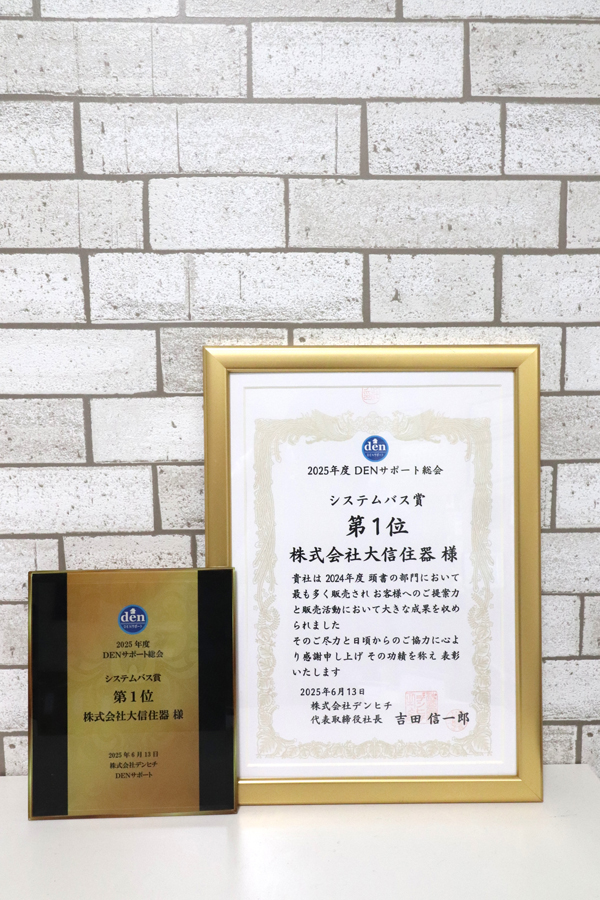 den
2025年度 DENサポート総会
システムバス賞
第1位
株式会社大信住器 様
貴社は 2024年度 頭書の部門において
最も多く販売され お客様へのご提案力
と販売活動において大きな成果を収め
られました
そのご尽力と日頃からのご協力に心よ
り感謝申し上げ その功績を称え 表彰
いたします
2025年6月13日
株式会社デンヒチ
代表取締役社長 吉田 信一郎
den
2025 年度
DENサポート総会
システムバス賞
第1位
株式会社大信住器 様
2025 年 6 月 13 日
株式会社デンヒチ
DENサポート